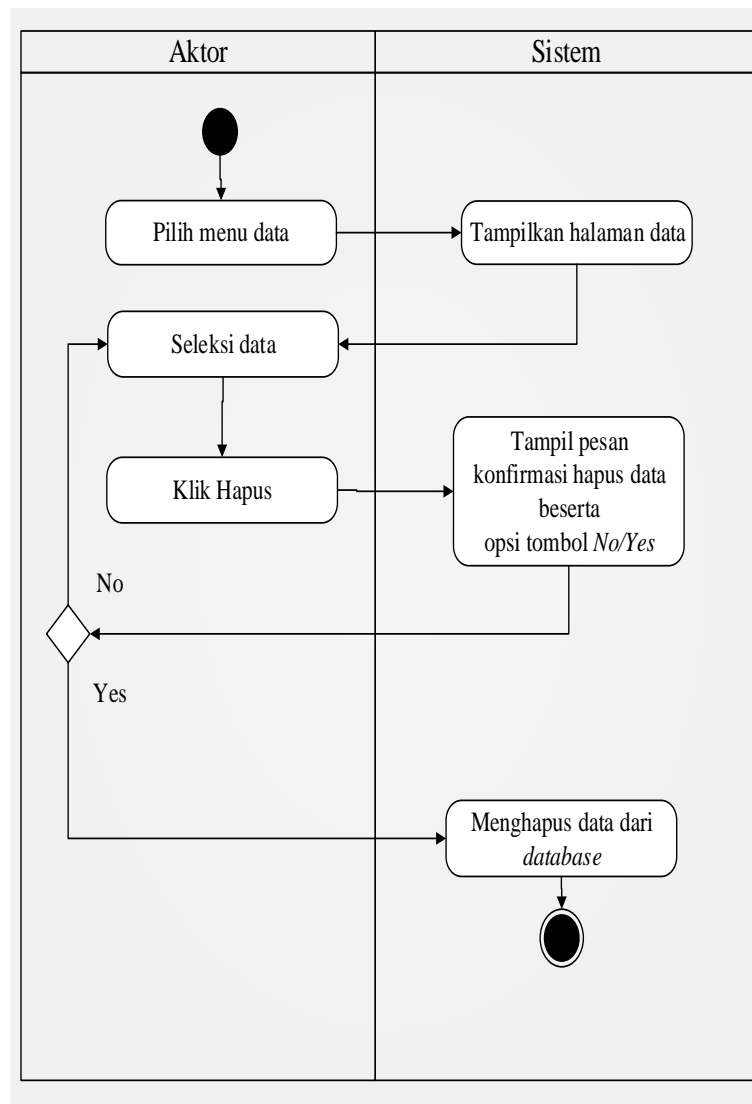 Aktor
Sistem
Pilih menu data
Tampilkan halaman data
Seleksi data
Klik Hapus
Tampil pesan
konfirmasi hapus data
beserta
opsi tombol No/Yes
No
Yes
Menghapus data dari
database